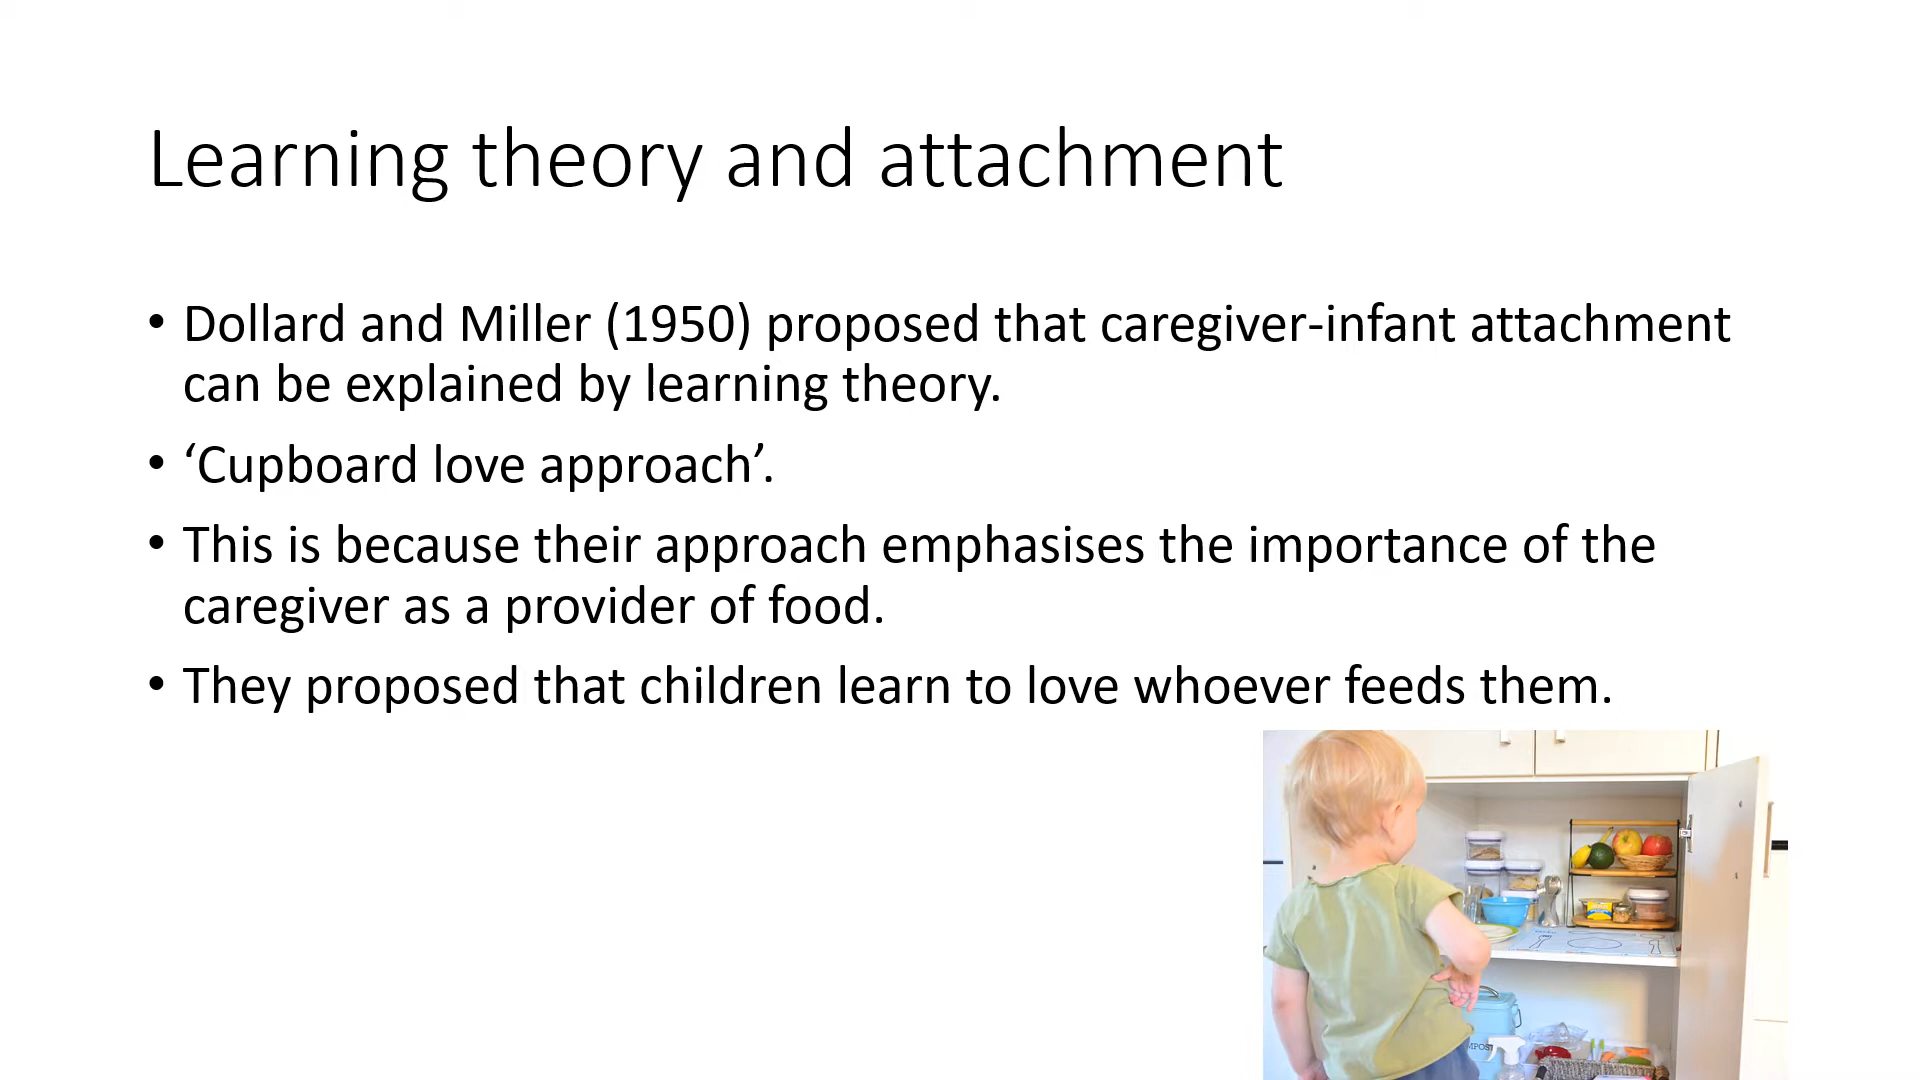 Learning theory and attachment
• Dollard and Miller (1950) proposed that caregiver-infant attachment
can be explained by learning theory.
• ‘Cupboard love approach’.
• This is because their approach emphasises the importance of the
caregiver as a provider of food.
• They proposed that children learn to love whoever feeds them.